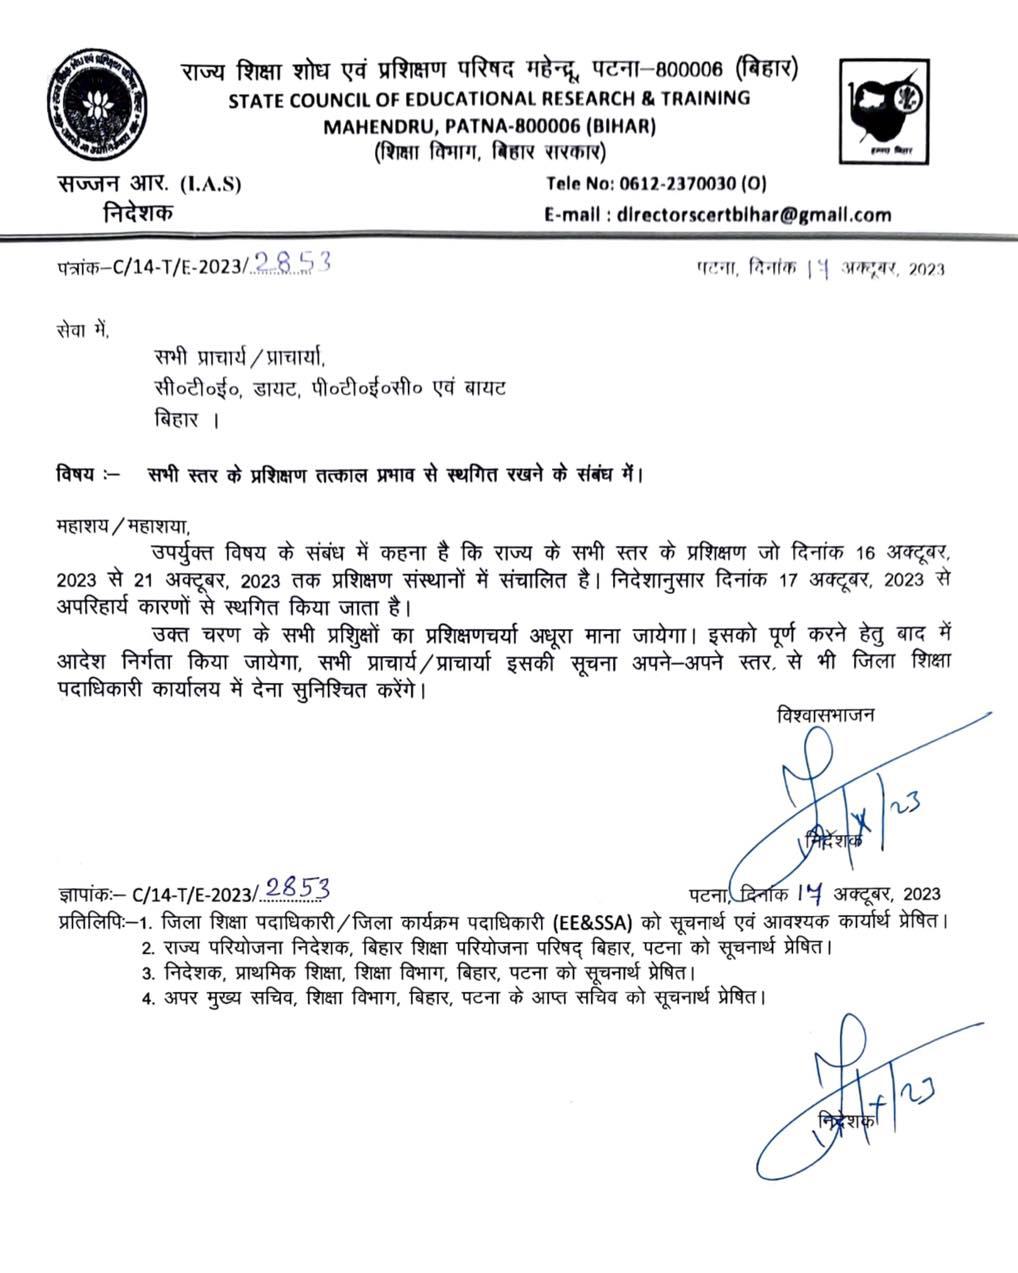 राज्य शिक्षा शोध एवं प्रशिक्षण परिषद महेन्द्रू, पटना–800006 (बिहार)
STATE COUNCIL OF EDUCATIONAL RESEARCH & TRAINING
MAHENDRU, PATNA-800006 (BIHAR)
(शिक्षा विभाग, बिहार सरकार)
सज्जन आर. (I.A.S)
निदेशक
Tele No: 0612-2370030 (O)
E-mail : directorscertbihar@gmail.com
पत्रांक–C/14-T/E-2023/2853 पटना, दिनांक 17 अक्टूबर, 2023
सेवा में,
सभी प्राचार्य/प्राचार्या,
सी०टी०ई०, डायट, पी०टी०ई०सी० एवं बायट
बिहार ।
विषय :– सभी स्तर के प्रशिक्षण तत्काल प्रभाव से स्थगित रखने के संबंध में।
महाशय/महाशया,
उपर्युक्त विषय के संबंध में कहना है कि राज्य के सभी स्तर के प्रशिक्षण जो दिनांक 16 अक्टूबर,
2023 से 21 अक्टूबर, 2023 तक प्रशिक्षण संस्थानों में संचालित है। निदेशानुसार दिनांक 17 अक्टूबर, 2023 से
अपरिहार्य कारणों से स्थगित किया जाता है।
उक्त चरण के सभी प्रशिुक्षों का प्रशिक्षणचर्या अधूरा माना जायेगा। इसको पूर्ण करने हेतु बाद में
आदेश निर्गता किया जायेगा, सभी प्राचार्य/प्राचार्या इसकी सूचना अपने–अपने स्तर. से भी जिला शिक्षा
पदाधिकारी कार्यालय में देना सुनिश्चित करेंगे।
विश्वासभाजन
निर्देशक
ज्ञापांक:– C/14-T/E-2023/2853 पटना, दिनांक 17 अक्टूबर, 2023
प्रतिलिपि:–1. जिला शिक्षा पदाधिकारी/जिला कार्यक्रम पदाधिकारी (EE&SSA) को सूचनार्थ एवं आवश्यक कार्यार्थ प्रेषित।
2. राज्य परियोजना निदेशक, बिहार शिक्षा परियोजना परिषद् बिहार, पटना को सूचनार्थ प्रेषित।
3. निदेशक, प्राथमिक शिक्षा, शिक्षा विभाग, बिहार, पटना को सूचनार्थ प्रेषित।
4. अपर मुख्य सचिव, शिक्षा विभाग, बिहार, पटना के आप्त सचिव को सूचनार्थ प्रेषित।
निदेशक